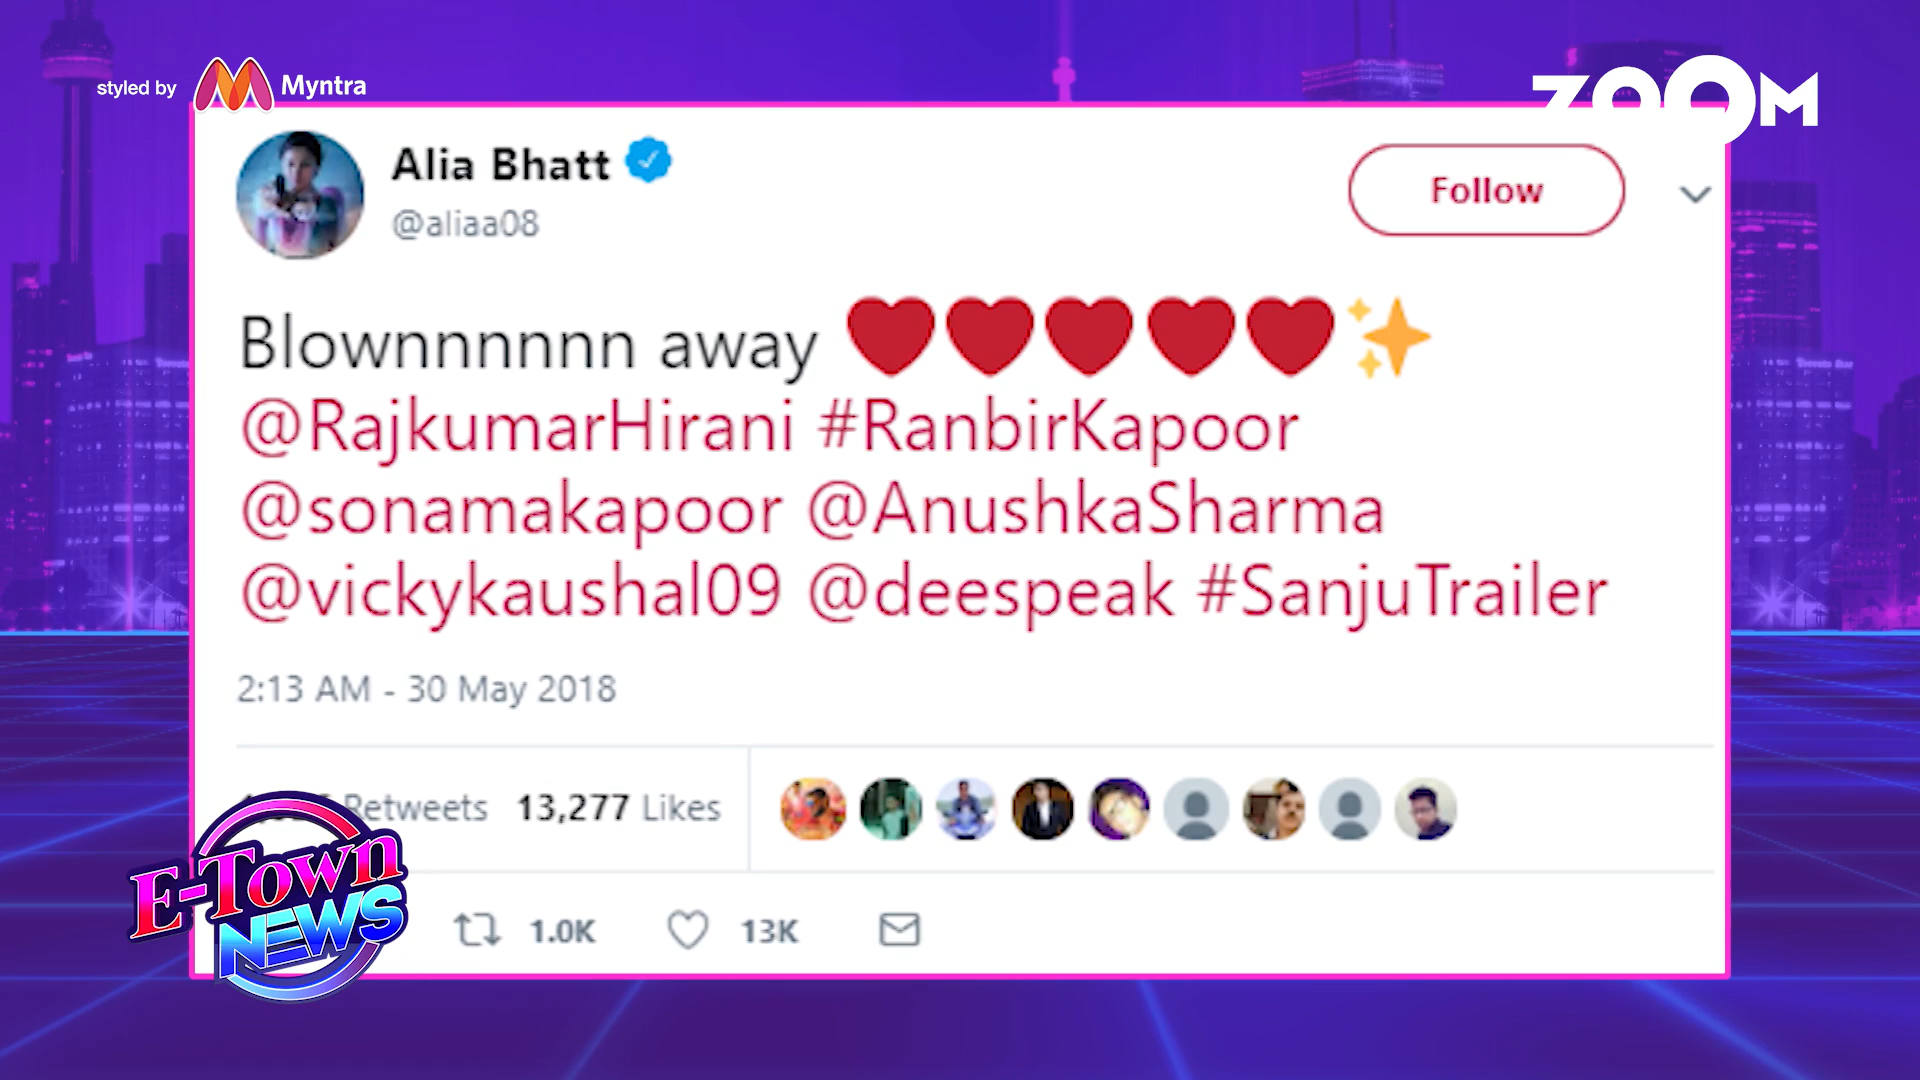 styled by Myntra
ZOOM
Alia Bhatt
@aliaa08
Follow
Blownnnnnn away ❤❤❤❤❤✨
@RajkumarHirani #RanbirKapoor
@sonamakapoor @AnushkaSharma
@vickykaushal09 @deespeak #SanjuTrailer
2:13 AM - 30 May 2018
Retweets 13,277 Likes
E-Town
NEWS
1.0K 13K